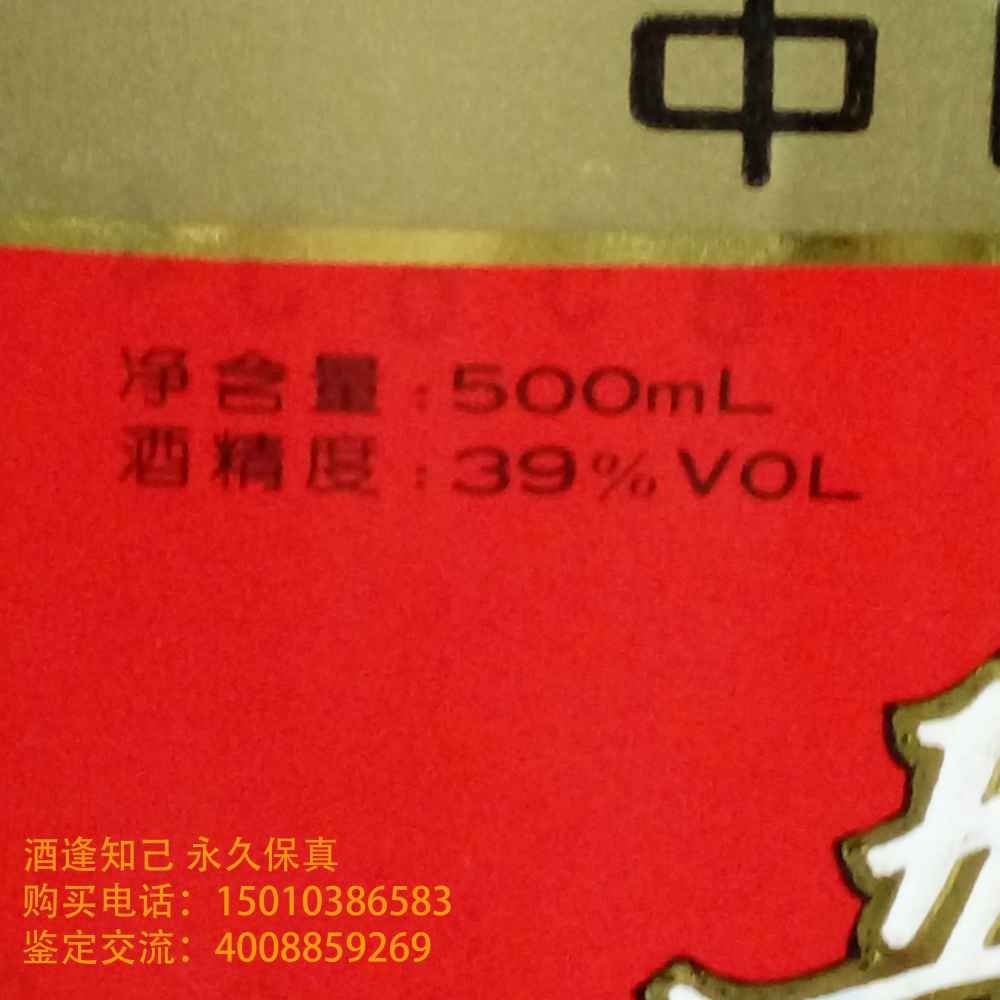 中
净含量：500mL
酒精度：39%VOL
酒逢知己 永久保真
购买电话：15010386583
鉴定交流：4008859269